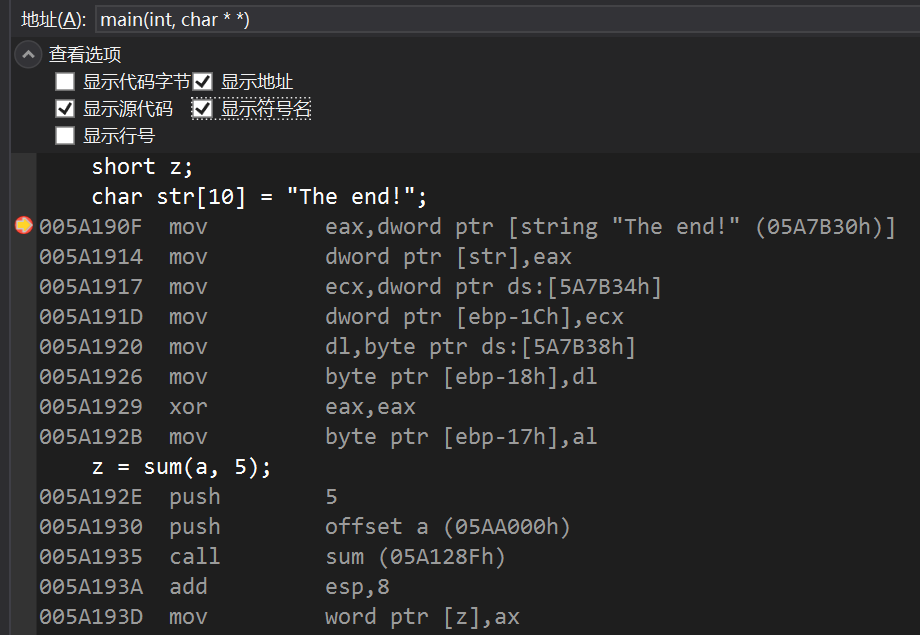 地址(A): main(int, char * *)
查看选项
显示代码字节 显示地址
显示源代码 显示符号名
显示行号
short z;
char str[10] = "The end!";
005A190F mov eax,dword ptr [string "The end!" (05A7B30h)]
005A1914 mov dword ptr [str],eax
005A1917 mov ecx,dword ptr ds:[5A7B34h]
005A191D mov dword ptr [ebp-1Ch],ecx
005A1920 mov dl,byte ptr ds:[5A7B38h]
005A1926 mov byte ptr [ebp-18h],dl
005A1929 xor eax,eax
005A192B mov byte ptr [ebp-17h],al
z = sum(a, 5);
005A192E push 5
005A1930 push offset a (05AA000h)
005A1935 call sum (05A128Fh)
005A193A add esp,8
005A193D mov word ptr [z],ax